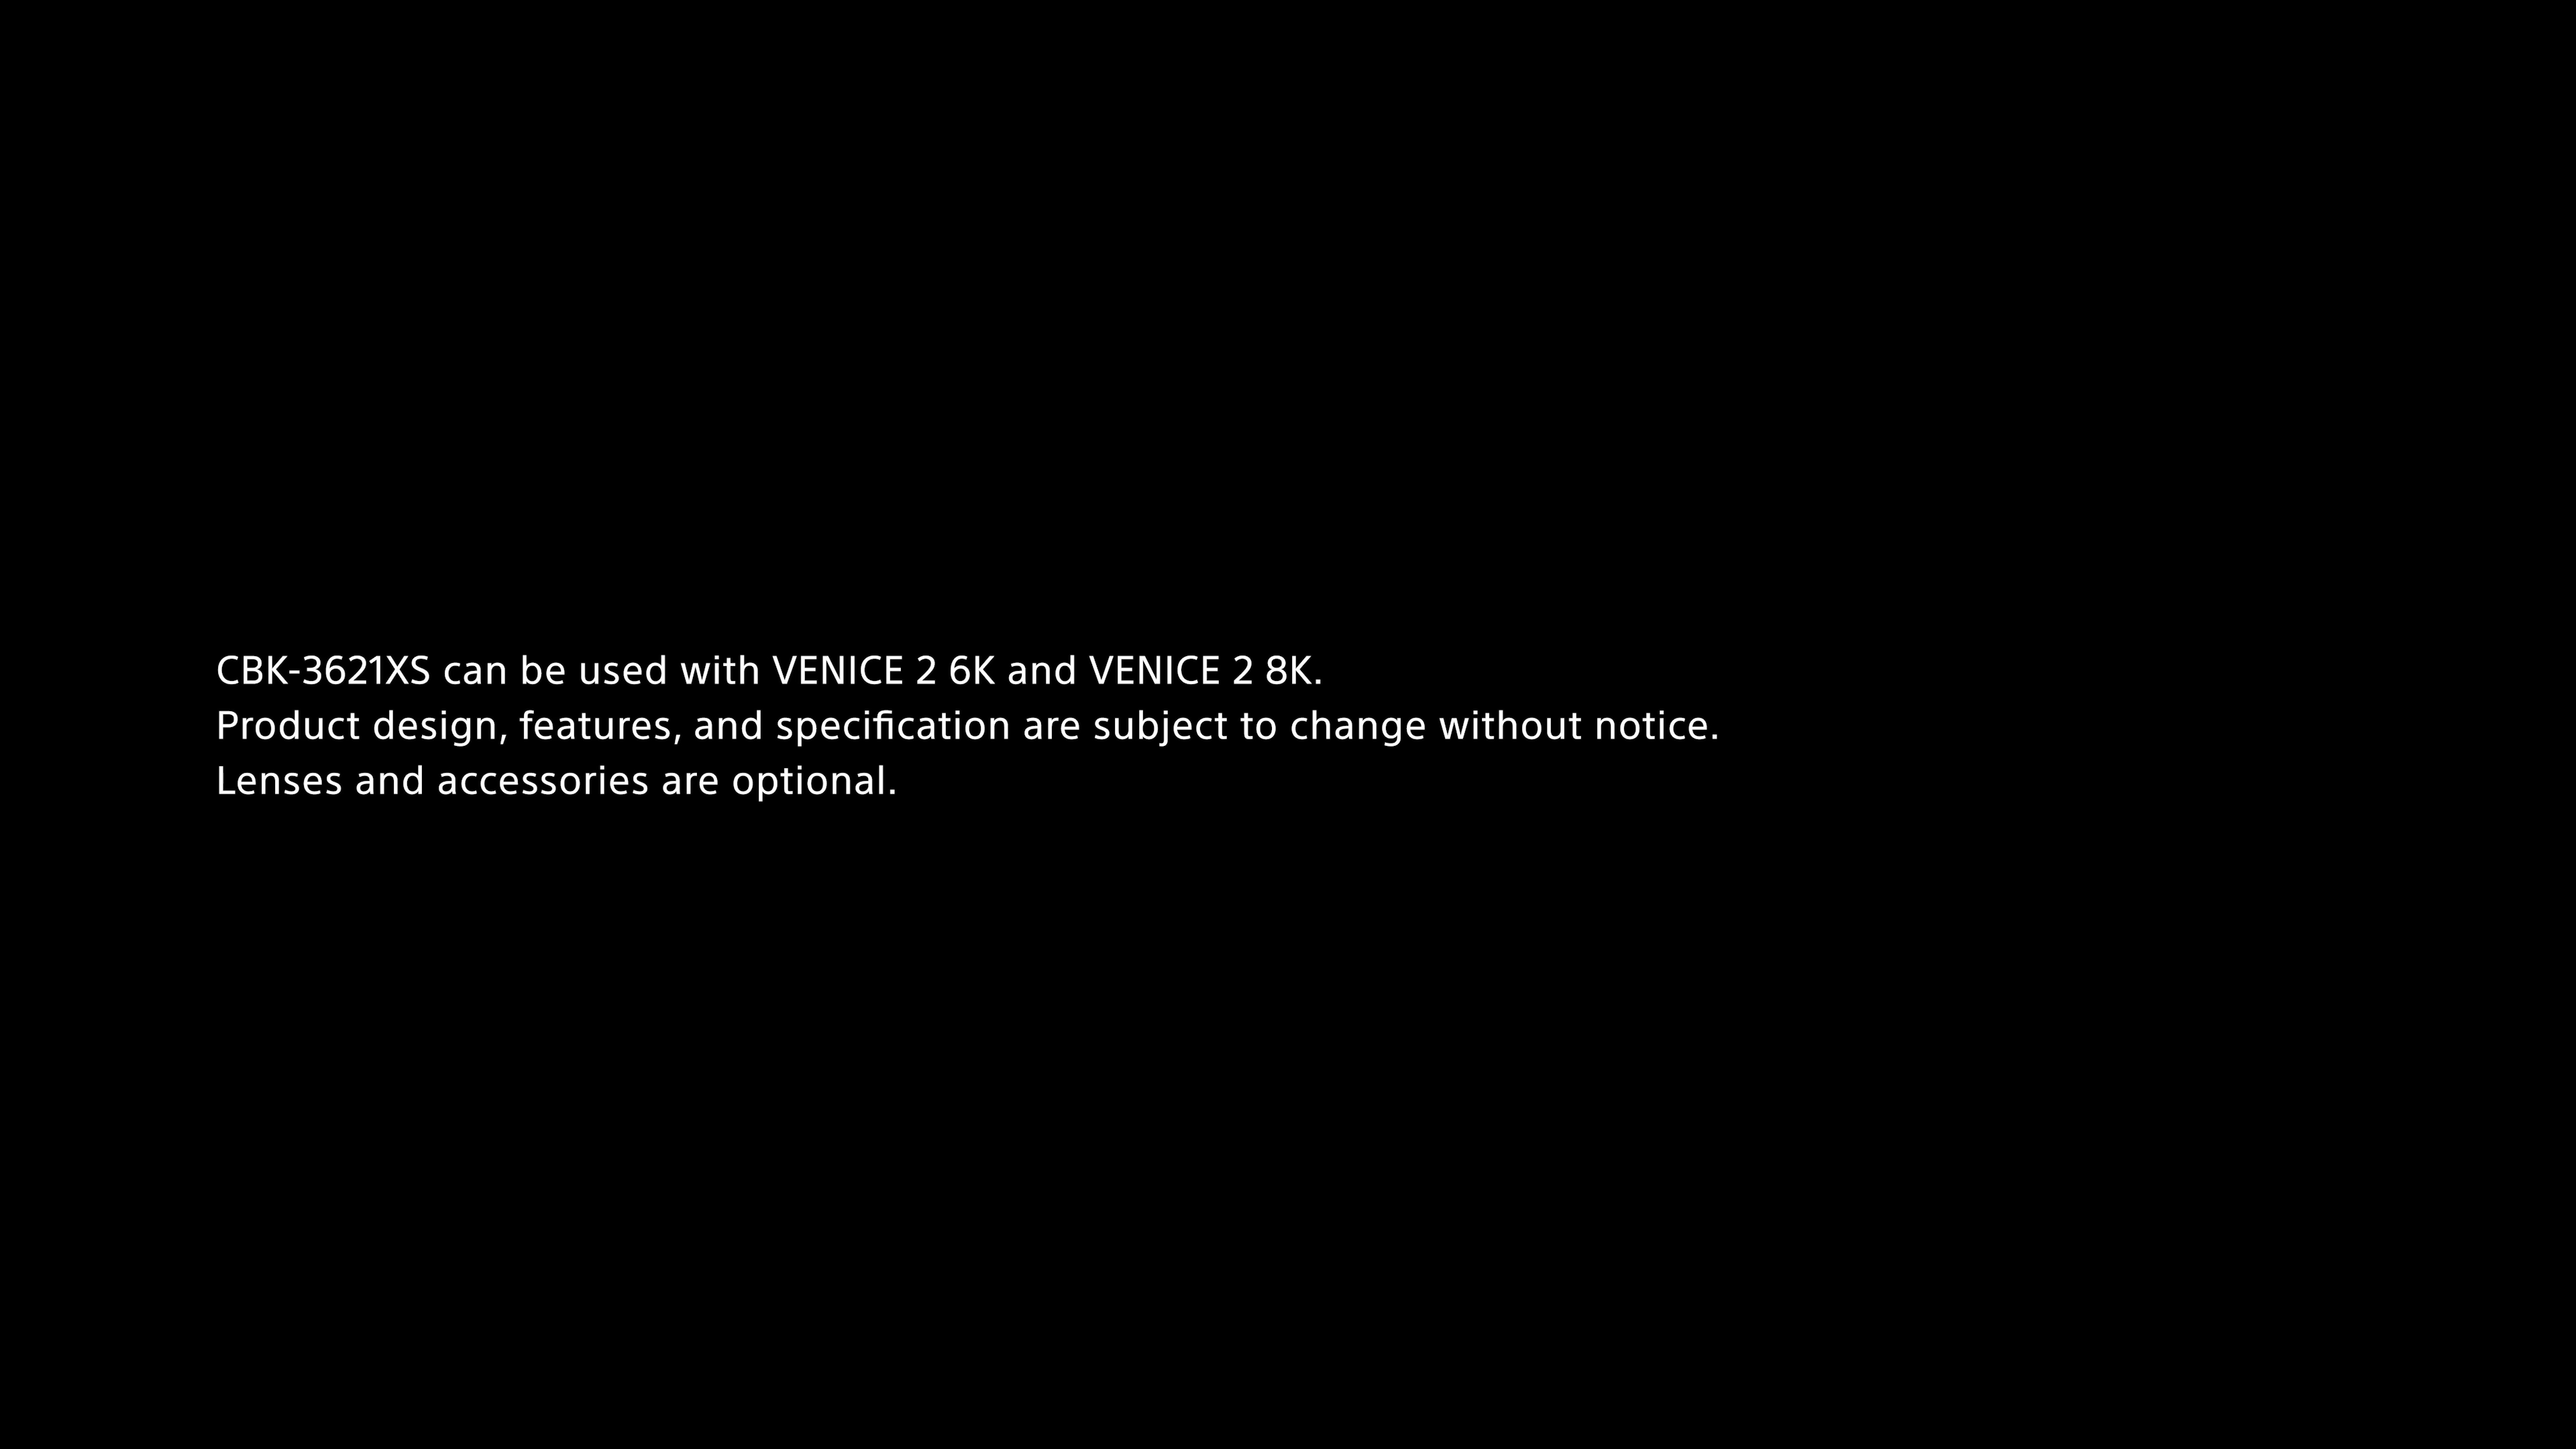 CBK-3621XS can be used with VENICE 2 6K and VENICE 2 8K.
Product design, features, and specification are subject to change without notice.
Lenses and accessories are optional.